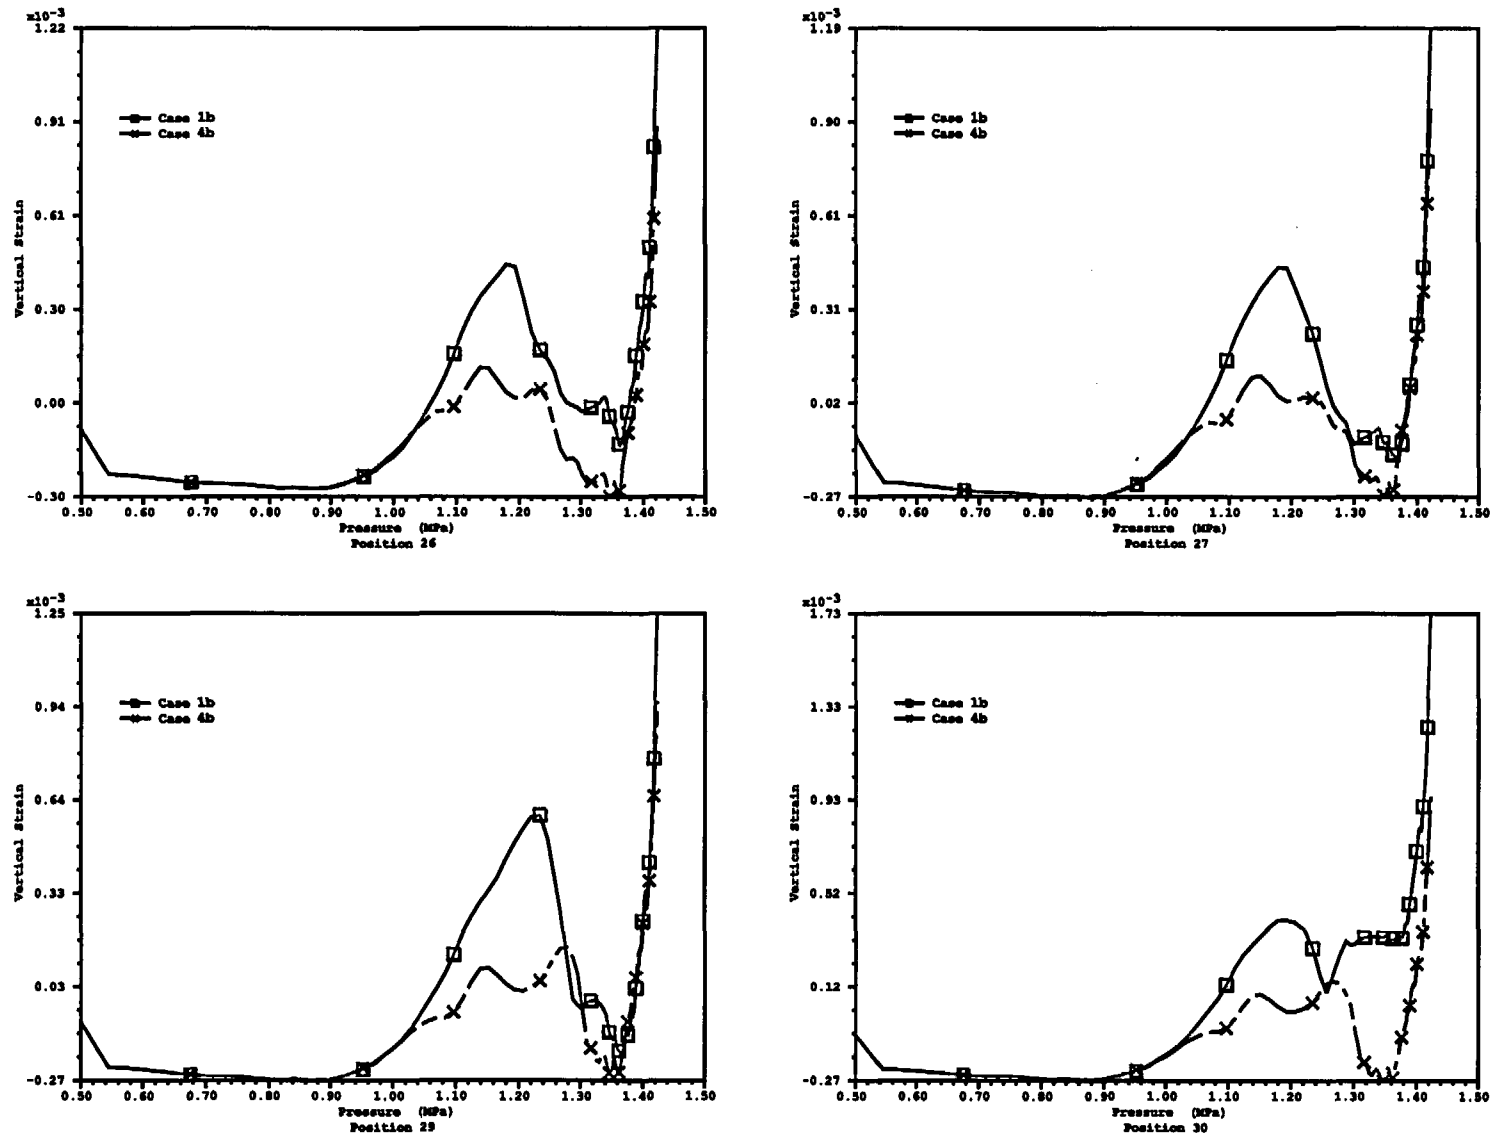 x10⁻³
1.22
0.91
0.61
0.30
0.00
-0.30
Vertical Strain
Case 1b
Case 4b
0.50 0.60 0.70 0.80 0.90 1.00 1.10 1.20 1.30 1.40 1.50
Pressure (MPa)
Position 26
x10⁻³
1.19
0.90
0.61
0.31
0.02
-0.27
Vertical Strain
Case 1b
Case 4b
0.50 0.60 0.70 0.80 0.90 1.00 1.10 1.20 1.30 1.40 1.50
Pressure (MPa)
Position 27
x10⁻³
1.25
0.94
0.64
0.33
0.03
-0.27
Vertical Strain
Case 1b
Case 4b
0.50 0.60 0.70 0.80 0.90 1.00 1.10 1.20 1.30 1.40 1.50
Pressure (MPa)
Position 29
x10⁻³
1.73
1.33
0.93
0.52
0.12
-0.27
Vertical Strain
Case 1b
Case 4b
0.50 0.60 0.70 0.80 0.90 1.00 1.10 1.20 1.30 1.40 1.50
Pressure (MPa)
Position 30